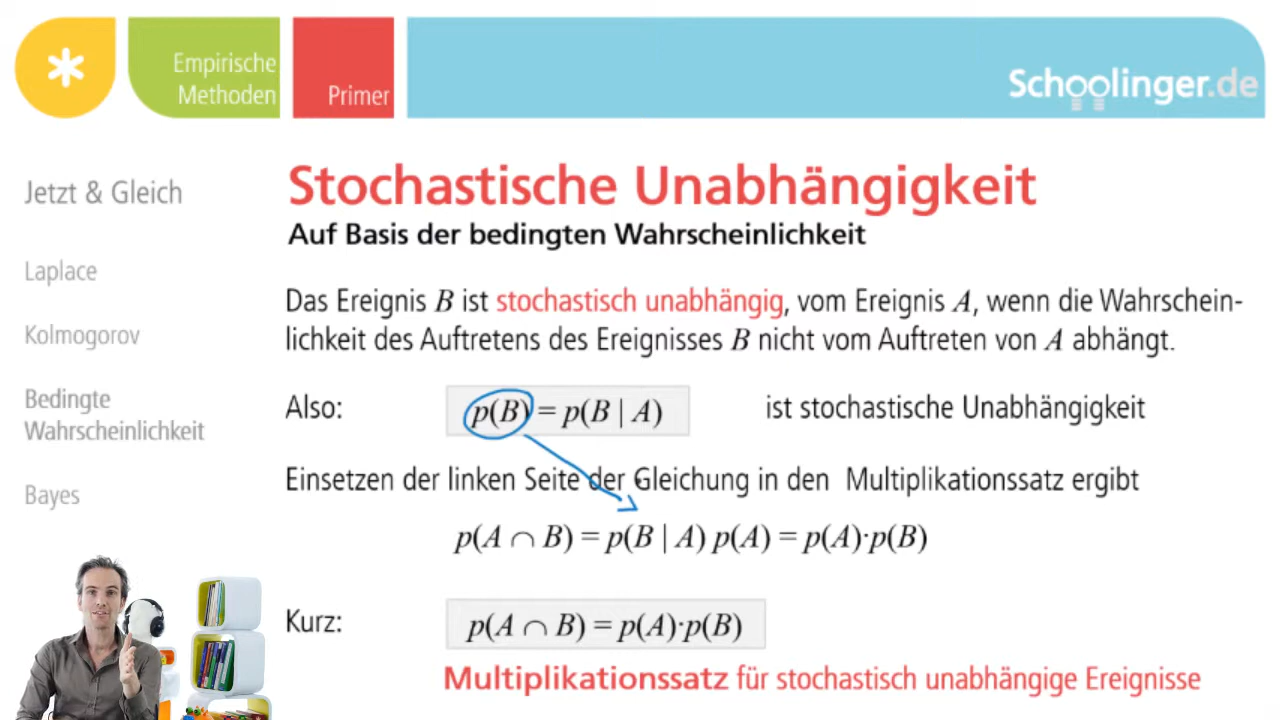 Empirische
Methoden
Primer
Schoolinger.de
Jetzt & Gleich
Laplace
Kolmogorov
Bedingte
Wahrscheinlichkeit
Bayes
Stochastische Unabhängigkeit
Auf Basis der bedingten Wahrscheinlichkeit
Das Ereignis B ist stochastisch unabhängig, vom Ereignis A, wenn die Wahrschein-
lichkeit des Auftretens des Ereignisses B nicht vom Auftreten von A abhängt.
Also: p(B) = p(B | A) ist stochastische Unabhängigkeit
Einsetzen der linken Seite der Gleichung in den Multiplikationssatz ergibt
p(A ∩ B) = p(B | A) p(A) = p(A)·p(B)
Kurz: p(A ∩ B) = p(A)·p(B)
Multiplikationssatz für stochastisch unabhängige Ereignisse